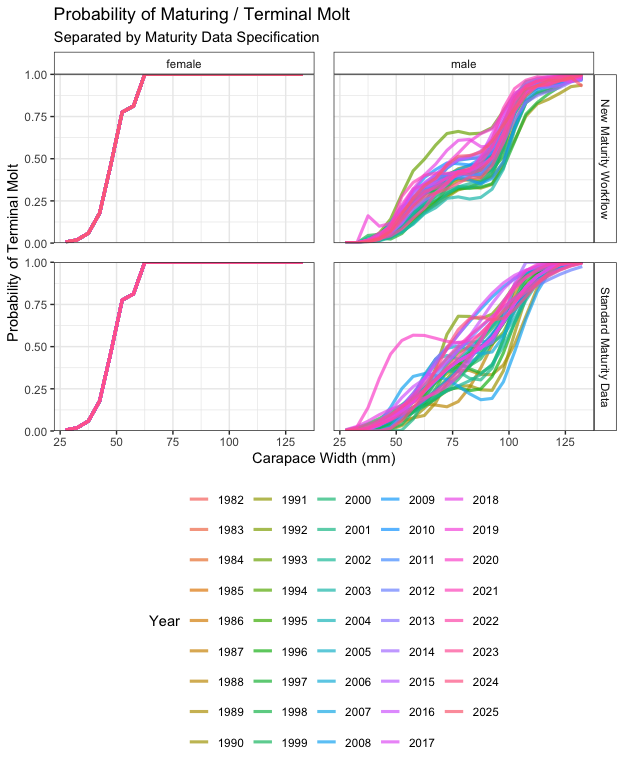 Probability of Maturing / Terminal Molt
Separated by Maturity Data Specification
female male
1.00
0.75
0.50
0.25
0.00
New Maturity Workflow
1.00
0.75
0.50
0.25
0.00
Standard Maturity Data
Probability of Terminal Molt
25 50 75 100 125 25 50 75 100 125
Carapace Width (mm)
1982 1991 2000 2009 2018
1983 1992 2001 2010 2019
1984 1993 2002 2011 2020
1985 1994 2003 2012 2021
Year 1986 1995 2004 2013 2022
1987 1996 2005 2014 2023
1988 1997 2006 2015 2024
1989 1998 2007 2016 2025
1990 1999 2008 2017